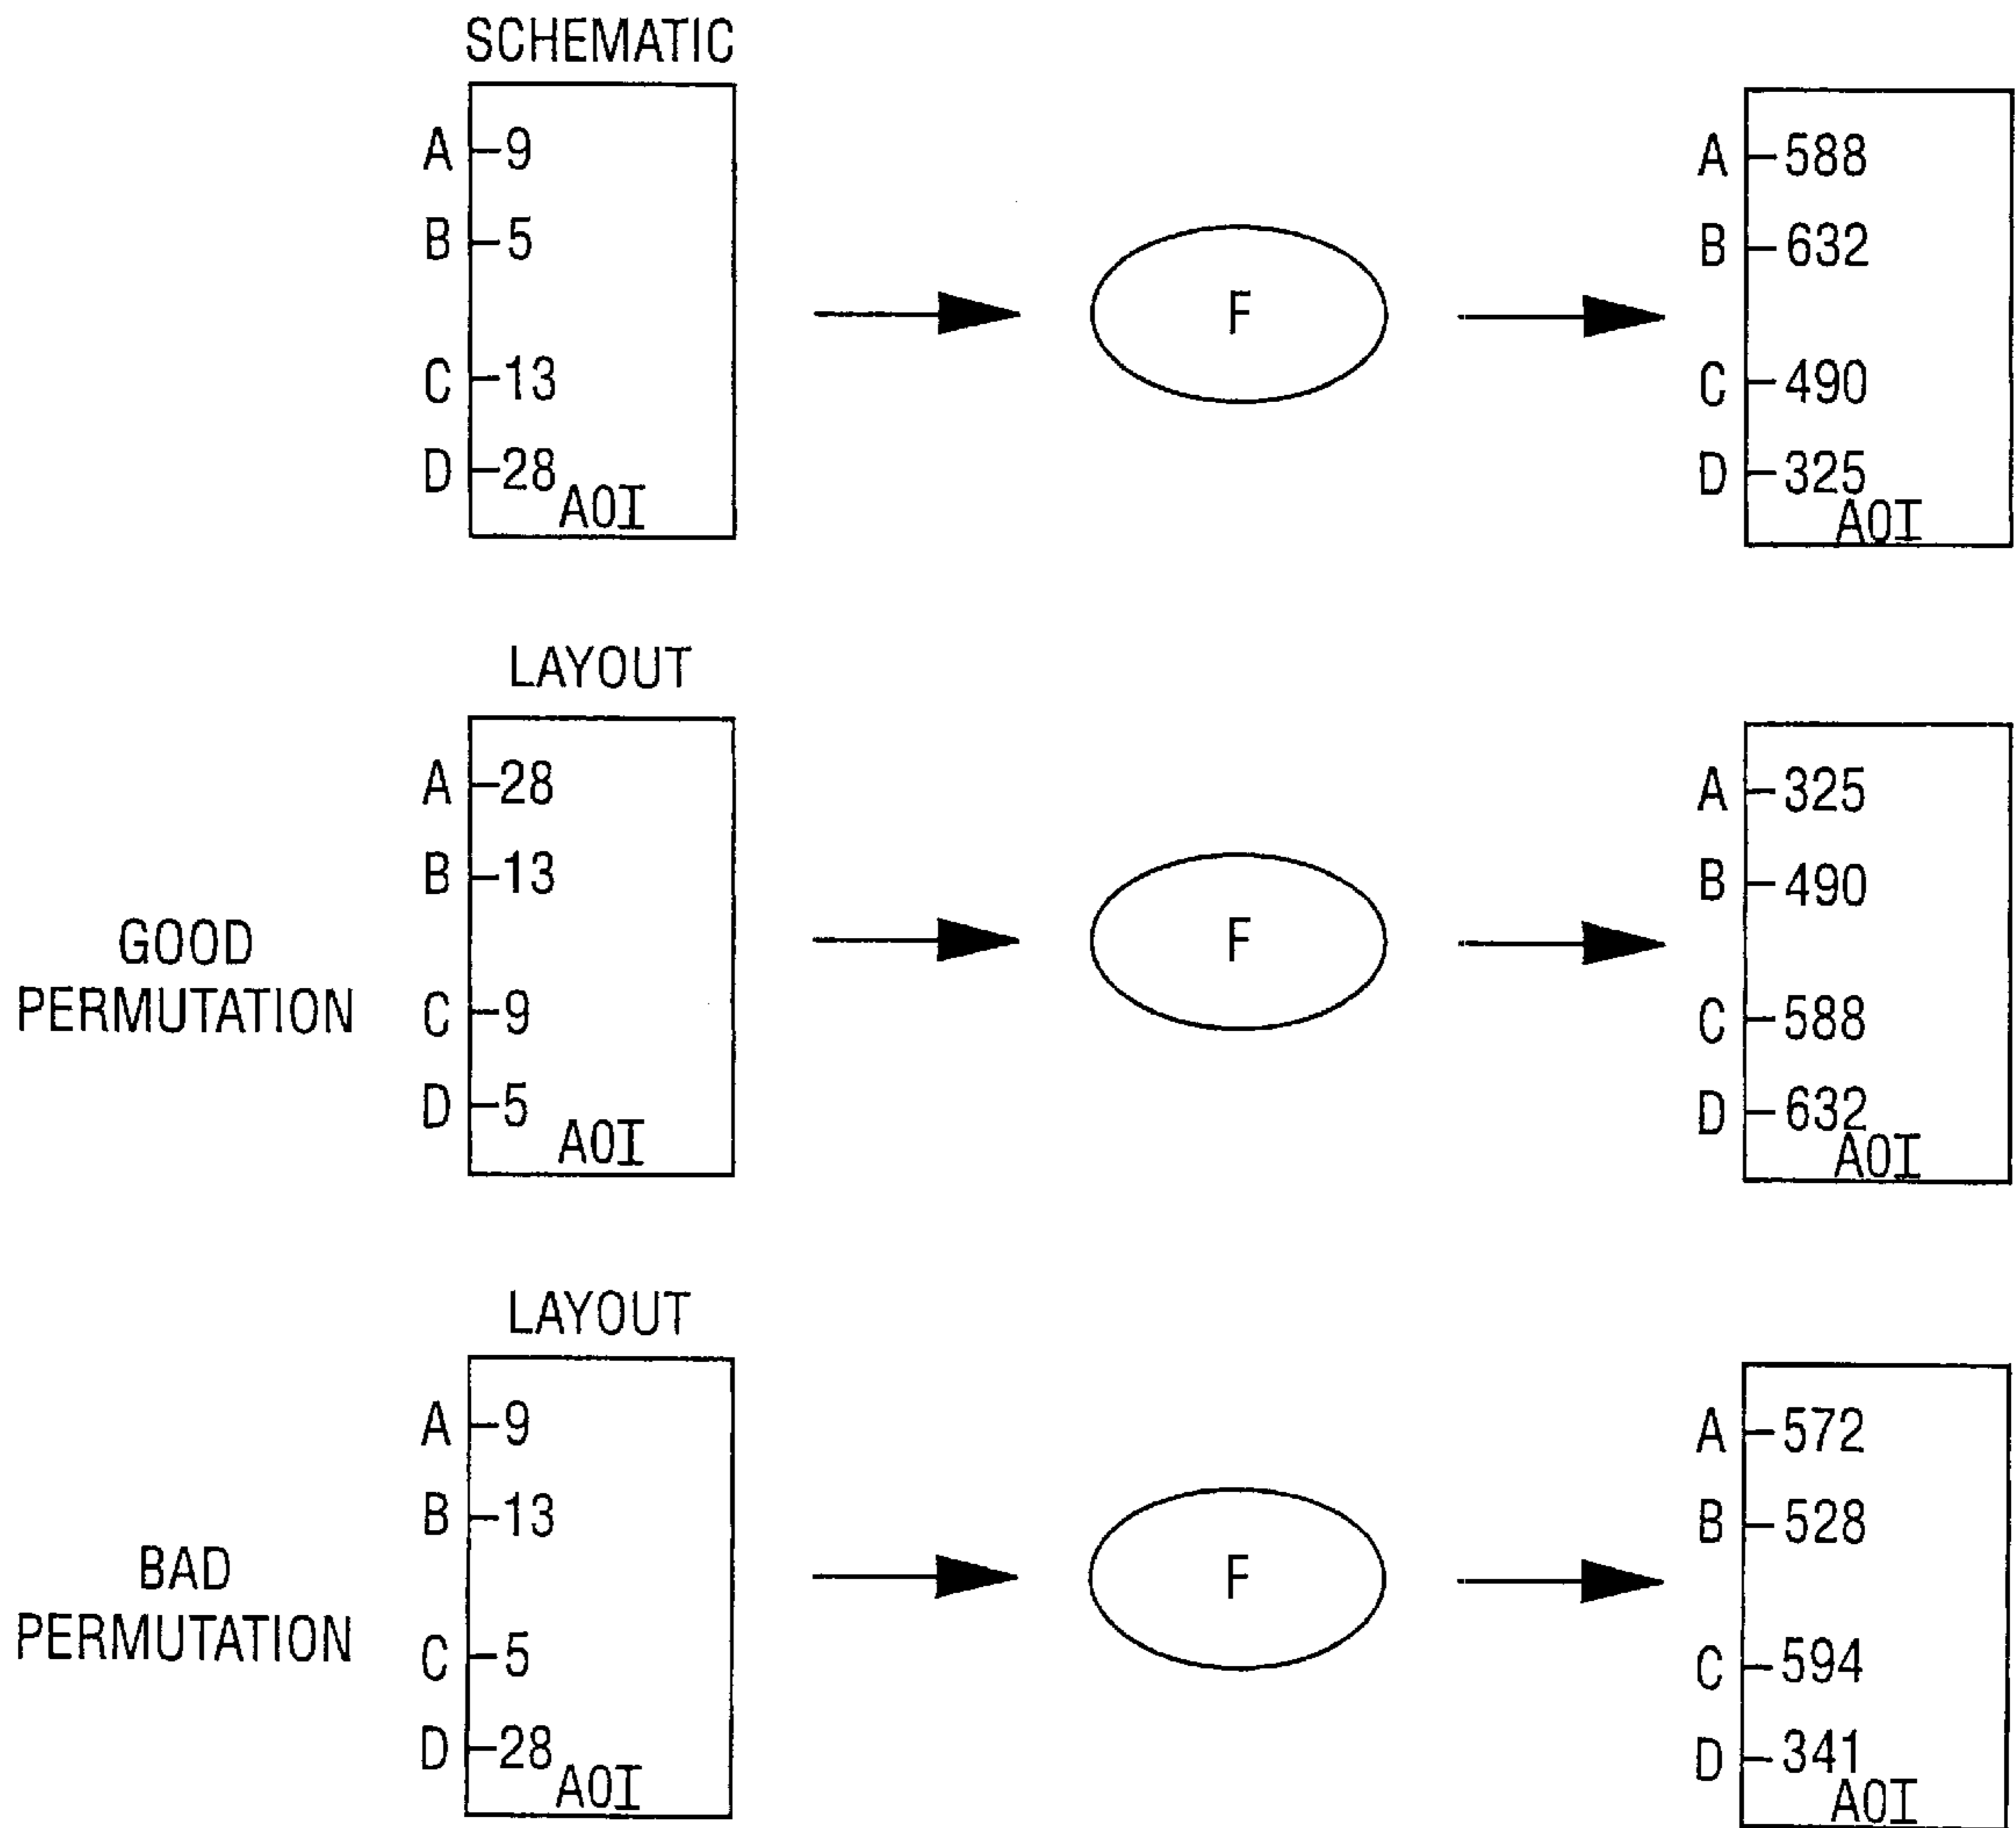 SCHEMATIC
A 9
B 5
C 13
D 28
AOI
F
A 588
B 632
C 490
D 325
AOI
GOOD
PERMUTATION
LAYOUT
A 28
B 13
C 9
D 5
AOI
F
A 325
B 490
C 588
D 632
AOI
BAD
PERMUTATION
LAYOUT
A 9
B 13
C 5
D 28
AOI
F
A 572
B 528
C 594
D 341
AOI